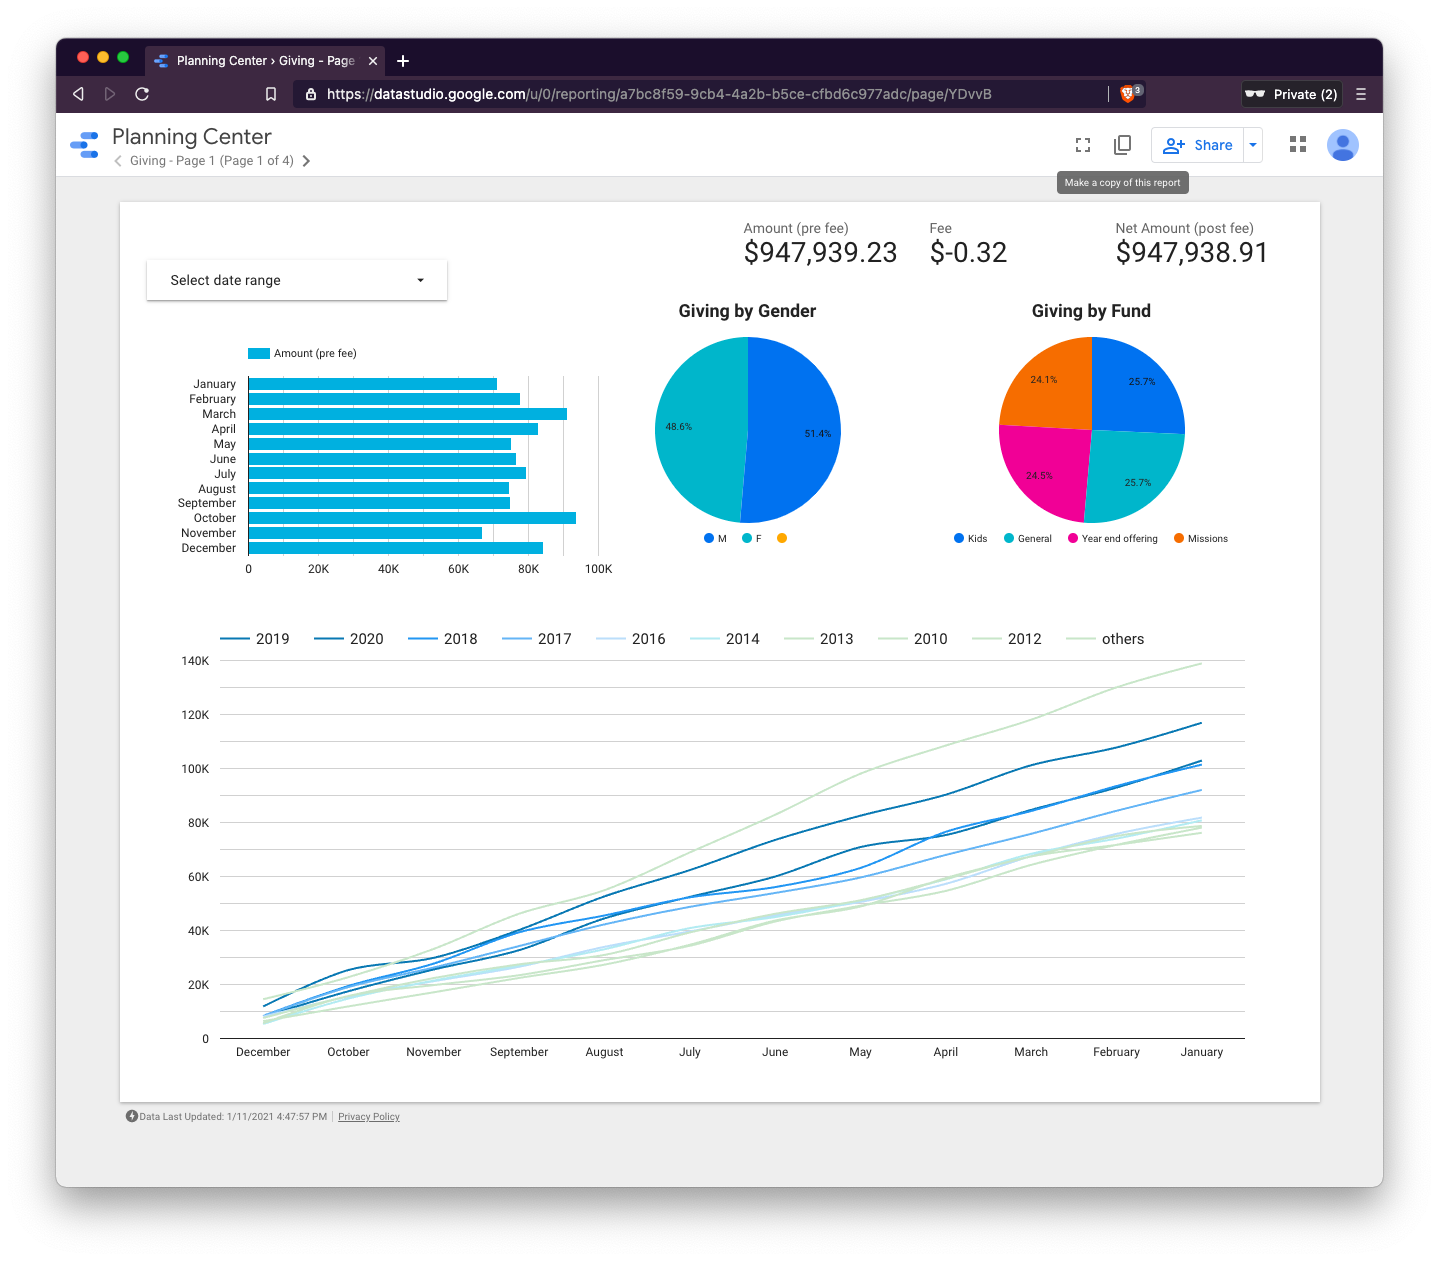 Planning Center › Giving - Page
https://datastudio.google.com/u/0/reporting/a7bc8f59-9cb4-4a2b-b5ce-cfbd6c977adc/page/YDvvB
3
Private (2)
Planning Center
Giving - Page 1 (Page 1 of 4)
Share
Make a copy of this report
Amount (pre fee)
$947,939.23
Fee
$-0.32
Net Amount (post fee)
$947,938.91
Select date range
Amount (pre fee)
January
February
March
April
May
June
July
August
September
October
November
December
0 20K 40K 60K 80K 100K
Giving by Gender
48.6%
51.4%
M F
Giving by Fund
24.1%
25.7%
24.5%
25.7%
Kids General Year end offering Missions
2019 2020 2018 2017 2016 2014 2013 2010 2012 others
140K
120K
100K
80K
60K
40K
20K
0
December October November September August July June May April March February January
Data Last Updated: 1/11/2021 4:47:57 PM Privacy Policy